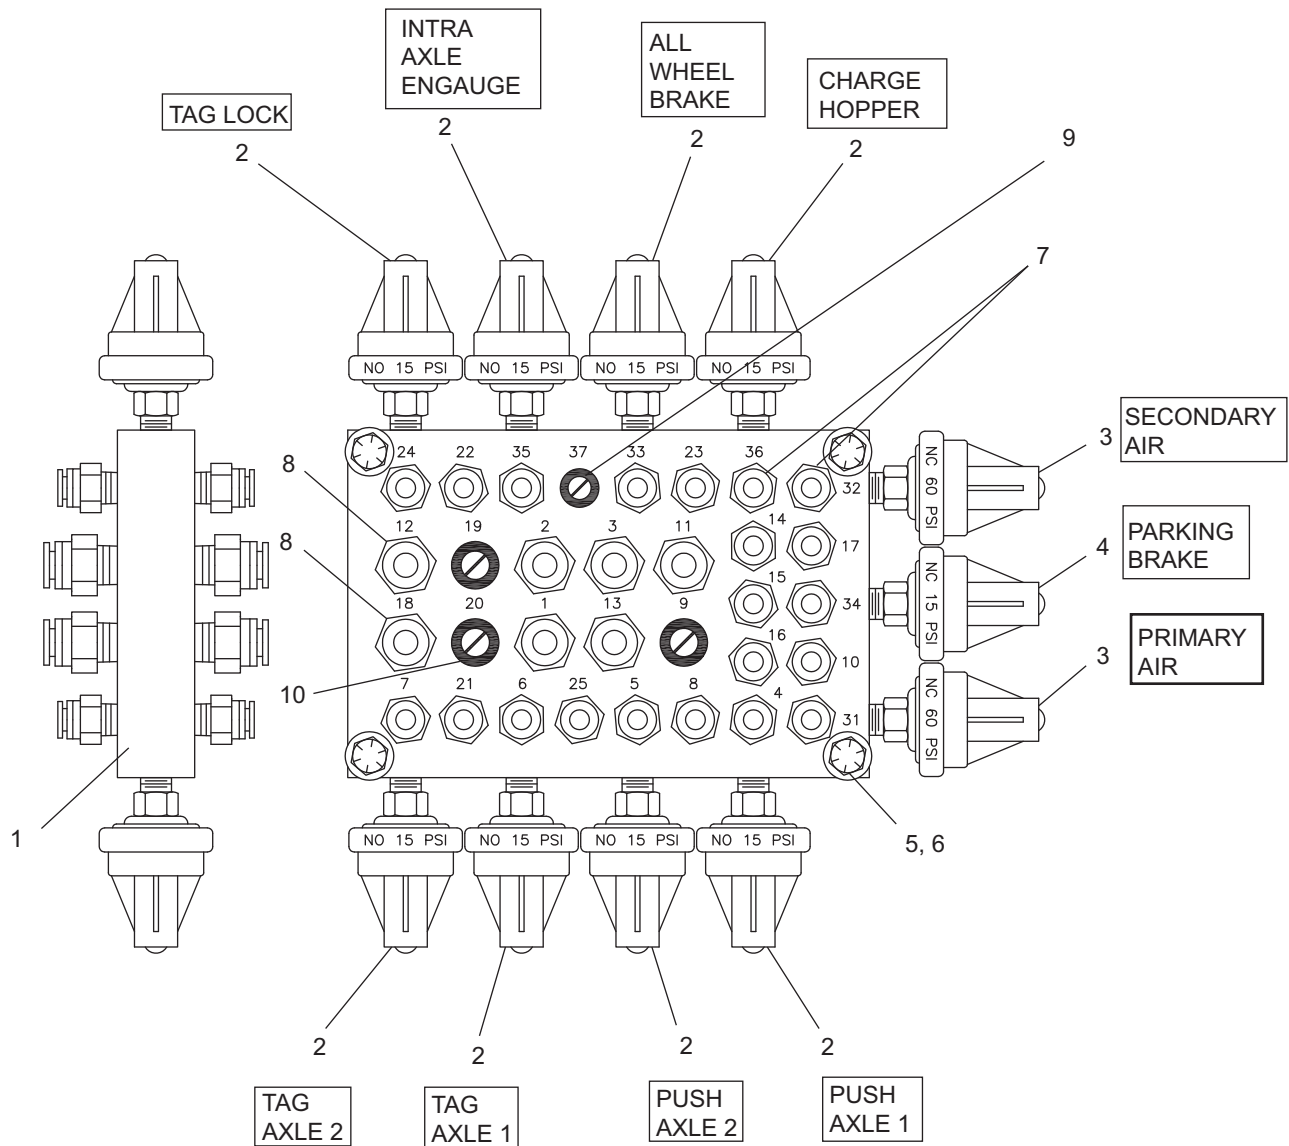 INTRA
AXLE
ENGAUGE
2
ALL
WHEEL
BRAKE
2
CHARGE
HOPPER
2
TAG LOCK
2
9
7
NO 15 PSI
NO 15 PSI
NO 15 PSI
NO 15 PSI
24 22 35 37 33 23 36
32
8
12 19 2 3 11 14
17
8
15
34
18 20 1 13 9
16
10
10
7 21 6 25 5 8 4
31
NC 60 PSI
3
SECONDARY
AIR
NC 15 PSI
4
PARKING
BRAKE
NC 60 PSI
3
PRIMARY
AIR
1
5, 6
NO 15 PSI
NO 15 PSI
NO 15 PSI
NO 15 PSI
2
TAG
AXLE 2
2
TAG
AXLE 1
2
PUSH
AXLE 2
2
PUSH
AXLE 1